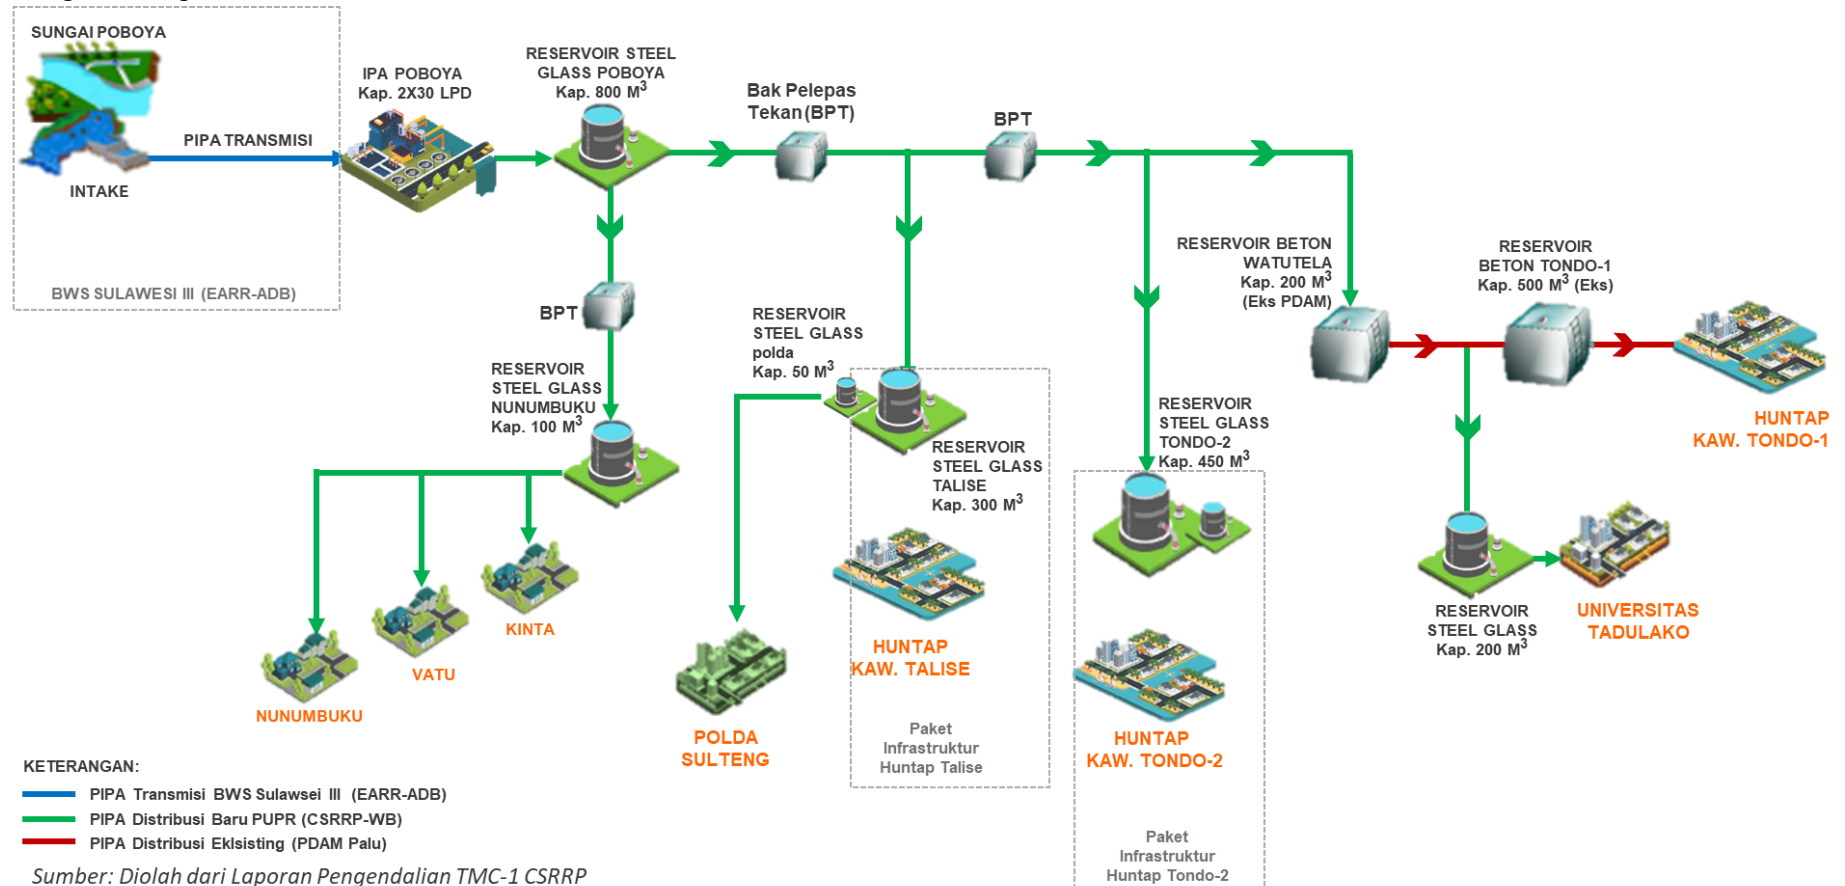 SUNGAI POBOYA
INTAKE
PIPA TRANSMISI
BWS SULAWESI III (EARR-ADB)
IPA POBOYA
Kap. 2X30 LPD
RESERVOIR STEEL
GLASS POBOYA
Kap. 800 M³
Bak Pelepas
Tekan (BPT)
BPT
BPT
RESERVOIR
STEEL GLASS
NUNUMBUKU
Kap. 100 M³
RESERVOIR
STEEL GLASS
polda
Kap. 50 M³
RESERVOIR
STEEL GLASS
TALISE
Kap. 300 M³
RESERVOIR
STEEL GLASS
TONDO-2
Kap. 450 M³
RESERVOIR BETON
WATUTELA
Kap. 200 M³
(Eks PDAM)
RESERVOIR
BETON TONDO-1
Kap. 500 M³ (Eks)
HUNTAP
KAW. TONDO-1
RESERVOIR
STEEL GLASS
Kap. 200 M³
UNIVERSITAS
TADULAKO
KINTA
VATU
NUNUMBUKU
POLDA
SULTENG
HUNTAP
KAW. TALISE
Paket
Infrastruktur
Huntap Talise
HUNTAP
KAW. TONDO-2
Paket
Infrastruktur
Huntap Tondo-2
KETERANGAN:
PIPA Transmisi BWS Sulawsei III (EARR-ADB)
PIPA Distribusi Baru PUPR (CSRRP-WB)
PIPA Distribusi Eklsisting (PDAM Palu)
Sumber: Diolah dari Laporan Pengendalian TMC-1 CSRRP